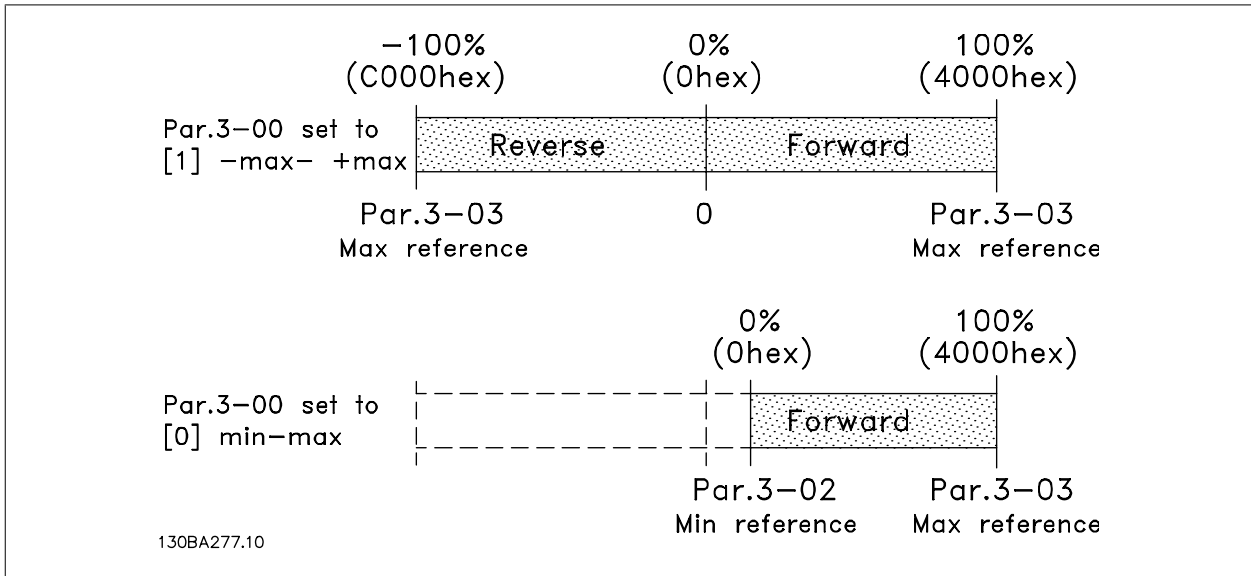 -100% 0% 100%
(C000hex) (0hex) (4000hex)
Par.3-00 set to
[1] -max- +max
Reverse Forward
Par.3-03 0 Par.3-03
Max reference Max reference
0% 100%
(0hex) (4000hex)
Par.3-00 set to
[0] min-max
Forward
Par.3-02 Par.3-03
Min reference Max reference
130BA277.10